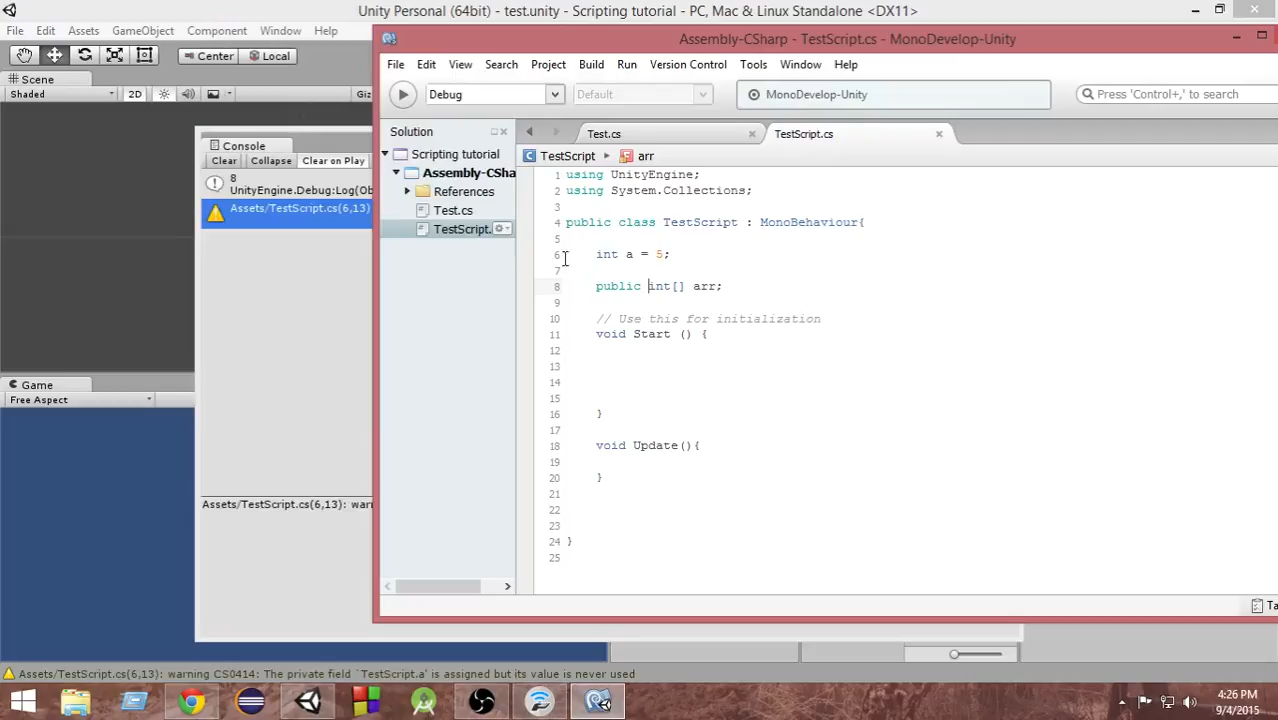 Unity Personal (64bit) - test.unity - Scripting tutorial - PC, Mac & Linux Standalone <DX11>
File Edit Assets GameObject Component Window Help
Center Local
Scene
Shaded 2D Giz
Console
Clear Collapse Clear on Play
8
UnityEngine.Debug:Log(Ob
Assets/TestScript.cs(6,13)
Game
Free Aspect
Assets/TestScript.cs(6,13): warn
Assembly-CSharp - TestScript.cs - MonoDevelop-Unity
File Edit View Search Project Build Run Version Control Tools Window Help
Debug Default MonoDevelop-Unity Press 'Control+,' to search
Solution
Scripting tutorial
Assembly-CSha
References
Test.cs
TestScript.
Test.cs TestScript.cs
TestScript arr
1 using UnityEngine;
2 using System.Collections;
3
4 public class TestScript : MonoBehaviour{
5
6 int a = 5;
7
8 public int[] arr;
9
10 // Use this for initialization
11 void Start () {
12
13
14
15
16 }
17
18 void Update(){
19
20 }
21
22
23
24 }
25
Ta
Assets/TestScript.cs(6,13): warning CS0414: The private field `TestScript.a' is assigned but its value is never used
4:26 PM
9/4/2015